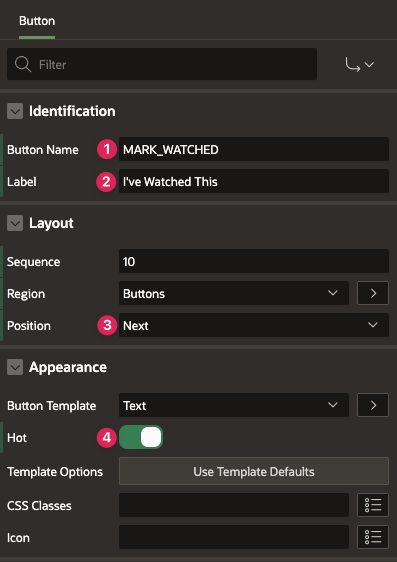 Button
Filter
Identification
Button Name 1 MARK_WATCHED
Label 2 I've Watched This
Layout
Sequence 10
Region Buttons
Position 3 Next
Appearance
Button Template Text
Hot 4
Template Options Use Template Defaults
CSS Classes
Icon